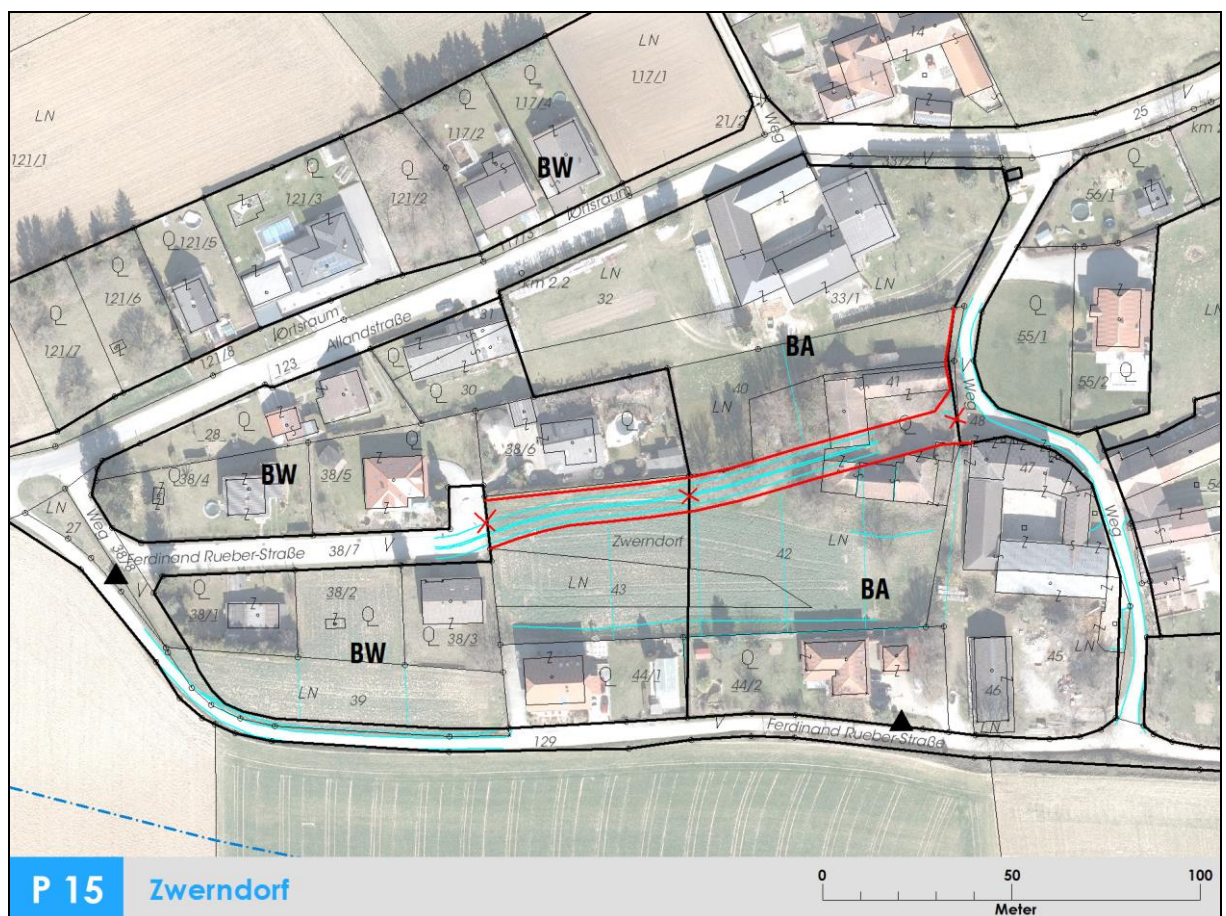 LN
117/1
14
Q
117/4
25
V
km 2.
LN
121/1
Q
117/2
21/2
Weg
BW
33/2
V
Q
56/1
Q
121/3
Q
121/2
Ortsraum
117/3
Q
121/5
km 2.2
LN
32
33/1
LN
Q
121/6
Q
121/7
Ortsraum
121/8
Allandstraße
123
31
Q
30
BA
Q
55/1
Q
55/2
LN
40
41
Q
V
Weg
48
28
Q
38/4
BW
Q
38/5
Q
38/6
47
54
LN
27
Weg
38/8
V
Ferdinand Rueber-Straße
38/7
V
Zwerndorf
42
LN
Weg
Q
38/1
38/2
Q
Q
38/3
LN
43
BA
BW
LN
39
Q
44/1
Q
44/2
46
45
LN
LN
129
V
Ferdinand Rueber-Straße
P 15
Zwerndorf
0
50
100
Meter